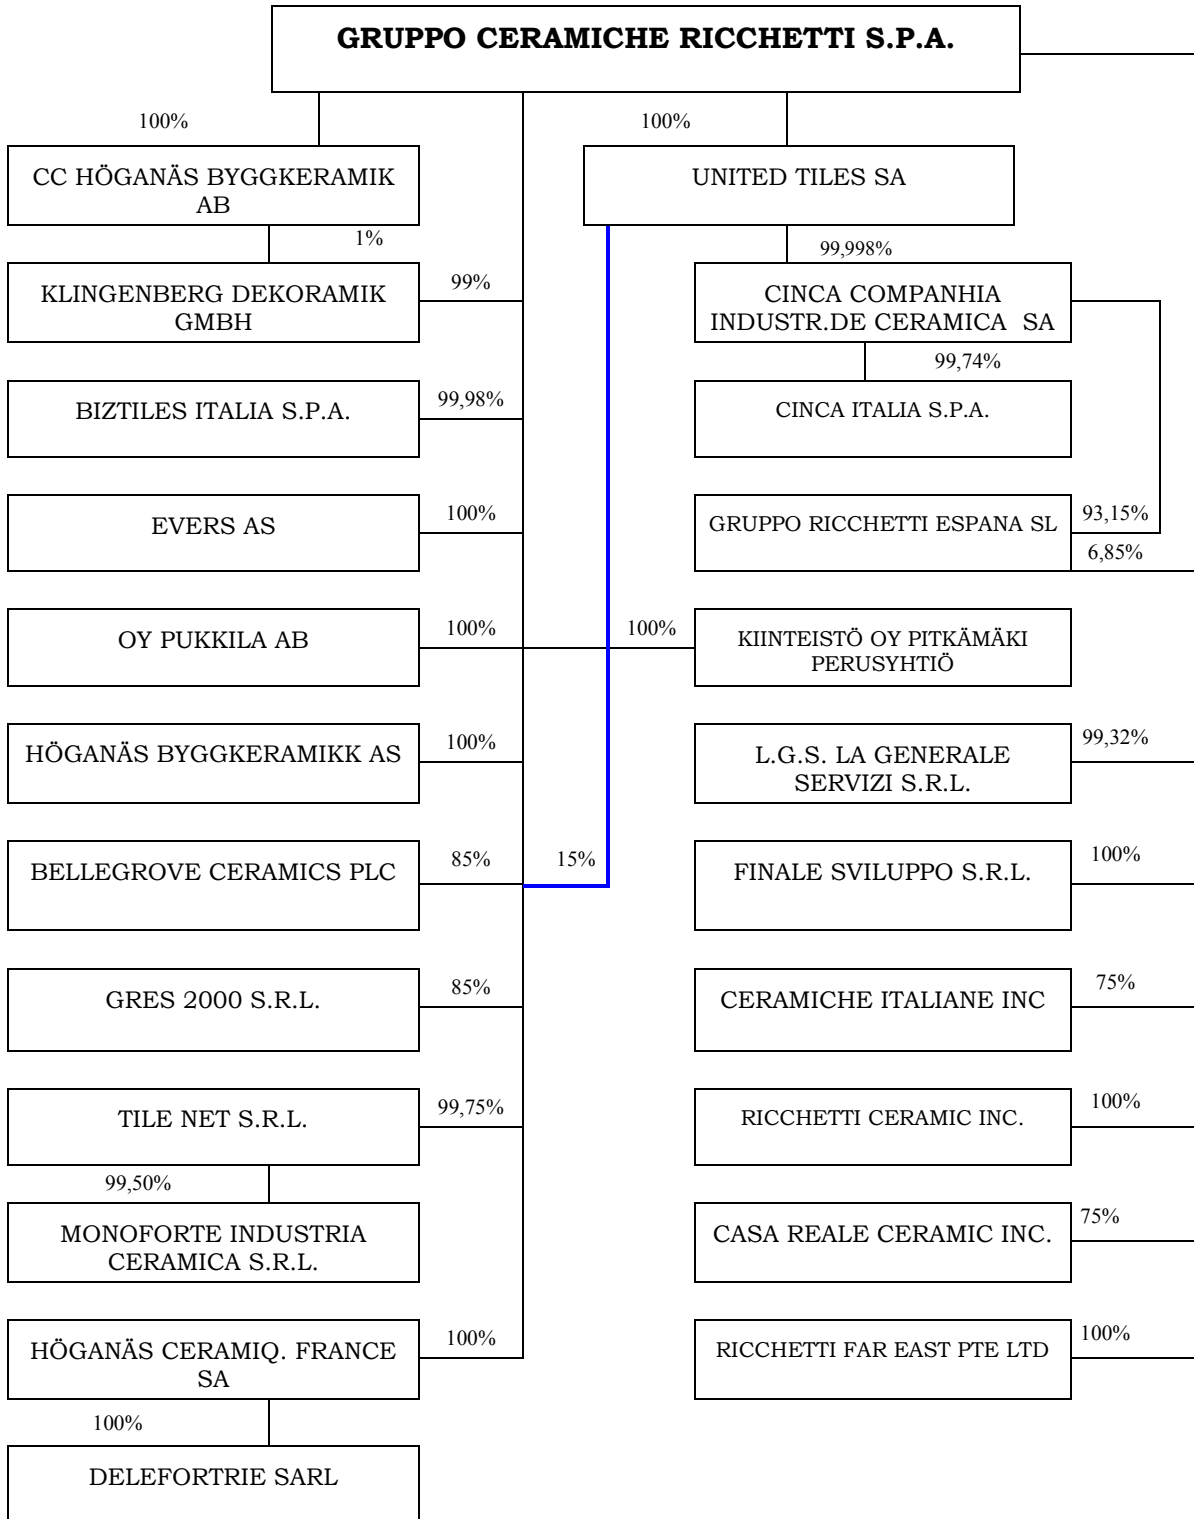 GRUPPO CERAMICHE RICCHETTI S.P.A.
100%
100%
CC HÖGANÄS BYGGKERAMIK
AB
UNITED TILES SA
1%
99,998%
KLINGENBERG DEKORAMIK
GMBH
99%
CINCA COMPANHIA
INDUSTR.DE CERAMICA SA
99,74%
BIZTILES ITALIA S.P.A.
99,98%
CINCA ITALIA S.P.A.
EVERS AS
100%
GRUPPO RICCHETTI ESPANA SL
93,15%
6,85%
OY PUKKILA AB
100%
100%
KIINTEISTÖ OY PITKÄMÄKI
PERUSYHTIÖ
HÖGANÄS BYGGKERAMIKK AS
100%
L.G.S. LA GENERALE
SERVIZI S.R.L.
99,32%
BELLEGROVE CERAMICS PLC
85%
15%
FINALE SVILUPPO S.R.L.
100%
GRES 2000 S.R.L.
85%
CERAMICHE ITALIANE INC
75%
TILE NET S.R.L.
99,75%
RICCHETTI CERAMIC INC.
100%
99,50%
MONOFORTE INDUSTRIA
CERAMICA S.R.L.
CASA REALE CERAMIC INC.
75%
HÖGANÄS CERAMIQ. FRANCE
SA
100%
RICCHETTI FAR EAST PTE LTD
100%
100%
DELEFORTRIE SARL